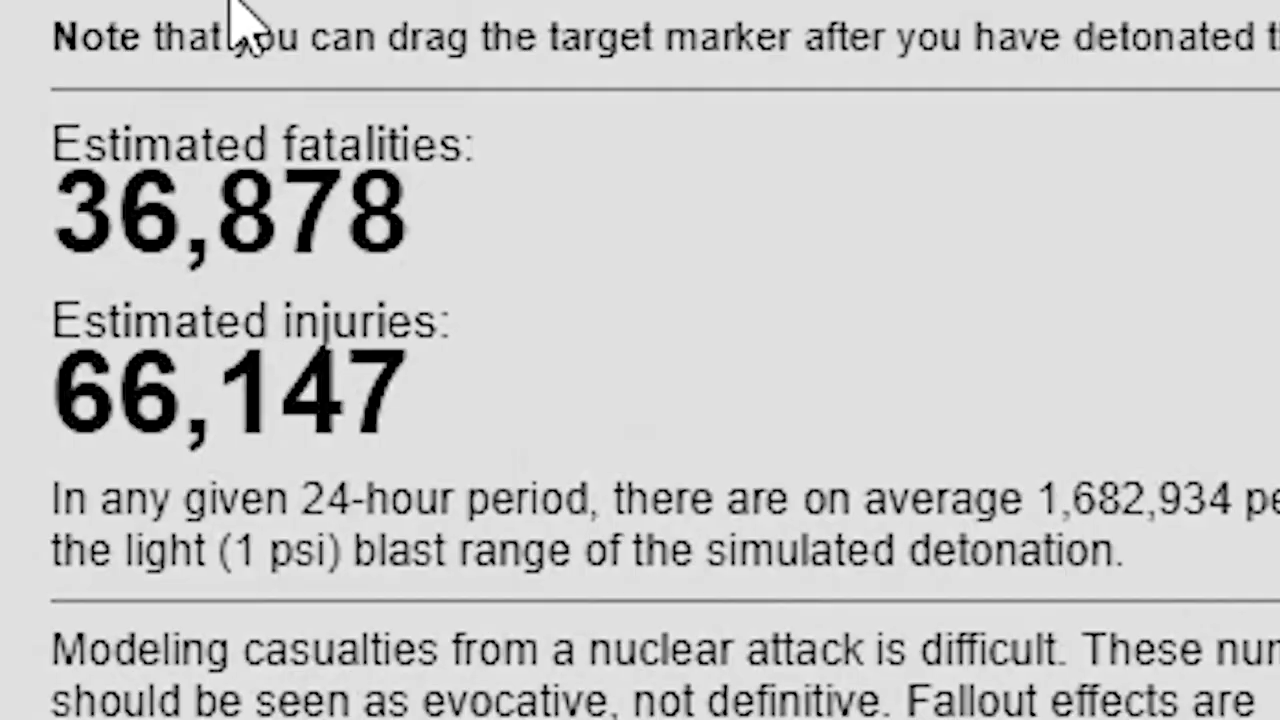 Note that you can drag the target marker after you have detonated
Estimated fatalities:
36,878
Estimated injuries:
66,147
In any given 24-hour period, there are on average 1,682,934
the light (1 psi) blast range of the simulated detonation.
Modeling casualties from a nuclear attack is difficult. These
should be seen as evocative, not definitive. Fallout effects are